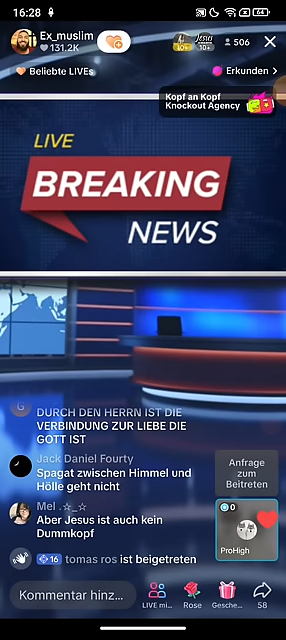 16:28
64
Ex_muslim
131.2K
40+
Jesus
10+
506
Beliebte LIVEs
Erkunden >
Kopf an Kopf
Knockout Agency
LIVE
BREAKING
NEWS
G
DURCH DEN HERRN IST DIE
VERBINDUNG ZUR LIEBE DIE
GOTT IST
Jack Daniel Fourty
Spagat zwischen Himmel und
Hölle geht nicht
Mel .☆_☆
Aber Jesus ist auch kein
Dummkopf
16 tomas ros ist beigetreten
Anfrage
zum
Beitreten
0
ProHigh
Kommentar hinz...
LIVE mi...
Rose
Gesche...
58